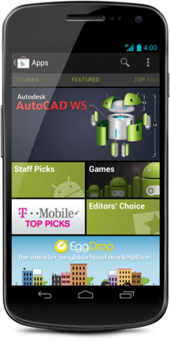 4:00
Apps
FEATURED
Autodesk
AutoCAD WS
Staff Picks
Games
T··Mobile·
TOP PICKS
Editors' Choice
EggDrop
the smarter neighborhood marketplace